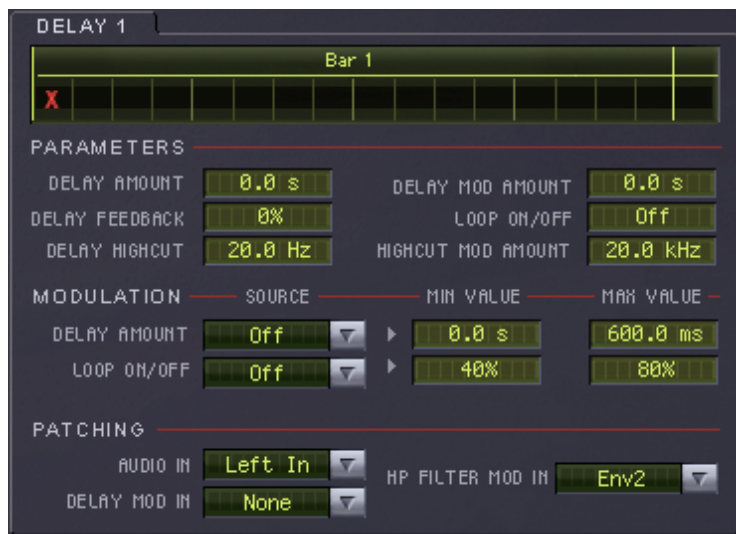 DELAY 1
Bar 1
X
PARAMETERS
DELAY AMOUNT 0.0 s DELAY MOD AMOUNT 0.0 s
DELAY FEEDBACK 0% LOOP ON/OFF Off
DELAY HIGHCUT 20.0 Hz HIGHCUT MOD AMOUNT 20.0 kHz
MODULATION SOURCE MIN VALUE MAX VALUE
DELAY AMOUNT Off 0.0 s 600.0 ms
LOOP ON/OFF Off 40% 80%
PATCHING
AUDIO IN Left In HP FILTER MOD IN Env2
DELAY MOD IN None